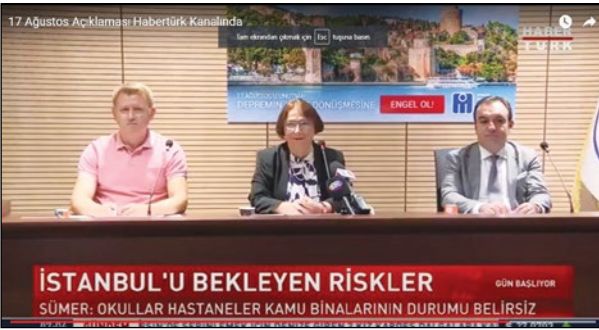 17 Ağustos Açıklaması Habertürk Kanalında
Tam ekrandan çıkmak için Esc tuşuna basın
HABER
TÜRK
DEPREMİN DÖNÜŞMESİNE ENGEL OL!
İSTANBUL'U BEKLEYEN RİSKLER
GÜN BAŞLIYOR
SÜMER: OKULLAR HASTANELER KAMU BİNALARININ DURUMU BELİRSİZ